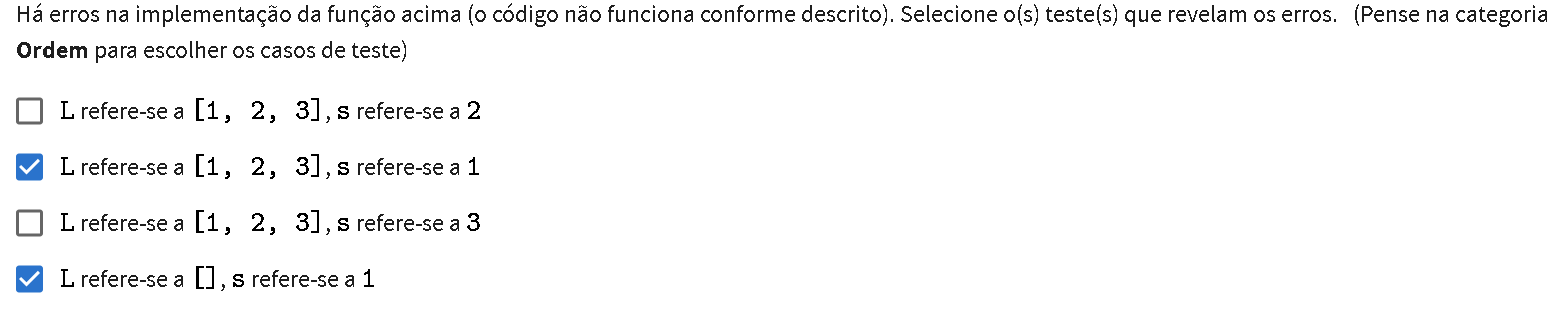 Há erros na implementação da função acima (o código não funciona conforme descrito). Selecione o(s) teste(s) que revelam os erros. (Pense na categoria
Ordem para escolher os casos de teste)
L refere-se a [1, 2, 3], s refere-se a 2
L refere-se a [1, 2, 3], s refere-se a 1
L refere-se a [1, 2, 3], s refere-se a 3
L refere-se a [], s refere-se a 1